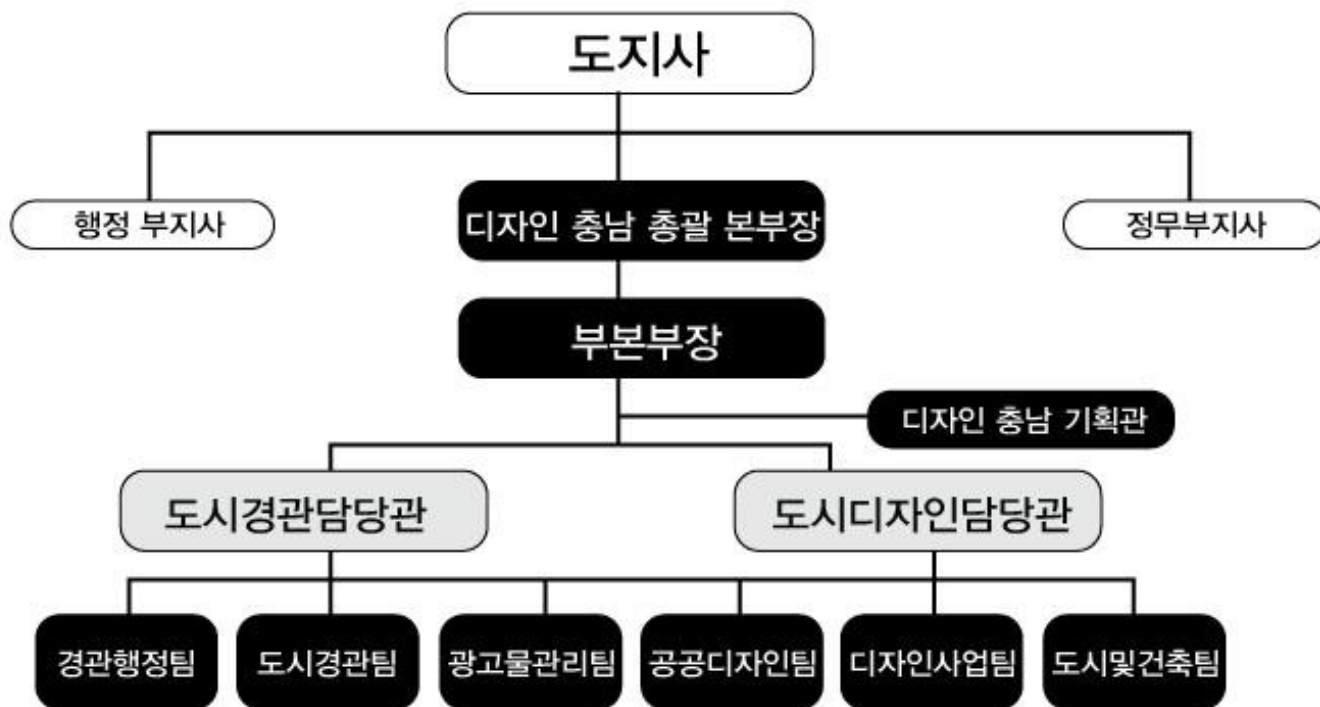 도지사
행정 부지사
디자인 충남 총괄 본부장
정무부지사
부본부장
디자인 충남 기획관
도시경관담당관
도시디자인담당관
경관행정팀
도시경관팀
광고물관리팀
공공디자인팀
디자인사업팀
도시및건축팀